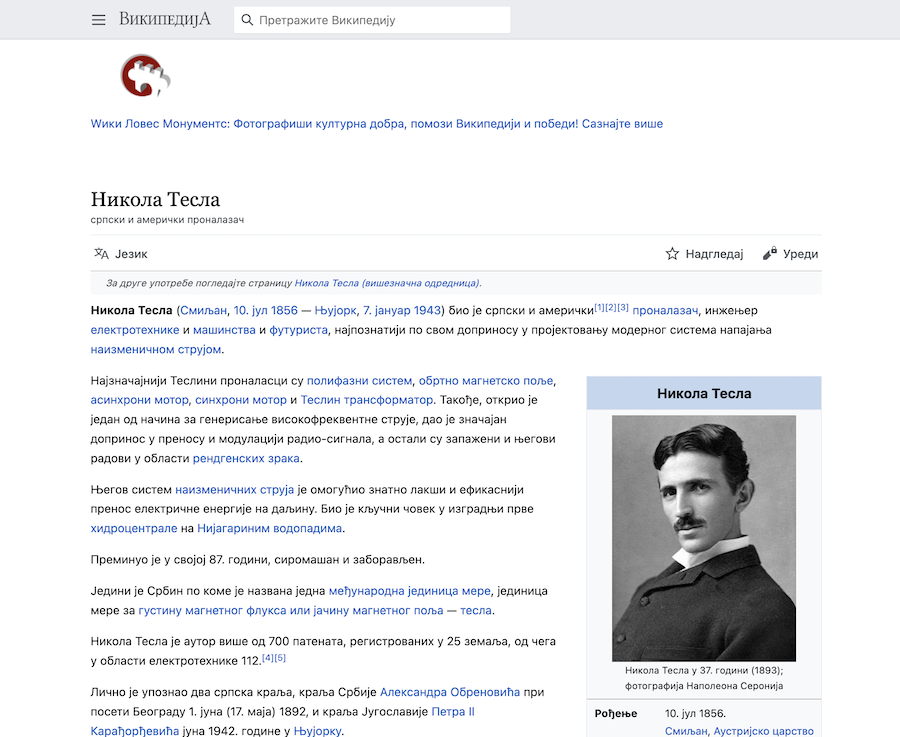 ВикипедијА
Претражите Википедију
Wики Ловес Монументс: Фотографиши културна добра, помози Википедији и победи! Сазнајте више
Никола Тесла
српски и амерички проналазач
Језик
Надгледај
Уреди
За друге употребе погледајте страницу Никола Тесла (вишезначна одредница).
Никола Тесла (Смиљан, 10. јул 1856 — Њујорк, 7. јануар 1943) био је српски и амерички[1][2][3] проналазач, инжењер
електротехнике и машинства и футуриста, најпознатији по свом доприносу у пројектовању модерног система напајања
наизменичном струјом.
Најзначајнији Теслини проналасци су полифазни систем, обртно магнетско поље,
асинхрони мотор, синхрони мотор и Теслин трансформатор. Такође, открио је
један од начина за генерисање високофреквентне струје, дао је значајан
допринос у преносу и модулацији радио-сигнала, а остали су запажени и његови
радови у области рендгенских зрака.
Његов систем наизменичних струја је омогућио знатно лакши и ефикаснији
пренос електричне енергије на даљину. Био је кључни човек у изградњи прве
хидроцентрале на Нијагариним водопадима.
Преминуо је у својој 87. години, сиромашан и заборављен.
Једини је Србин по коме је названа једна међународна јединица мере, јединица
мере за густину магнетног флукса или јачину магнетног поља — тесла.
Никола Тесла је аутор више од 700 патената, регистрованих у 25 земаља, од чега
у области електротехнике 112.[4][5]
Лично је упознао два српска краља, краља Србије Александра Обреновића при
посети Београду 1. јуна (17. маја) 1892, и краља Југославије Петра II
Карађорђевића јуна 1942. године у Њујорку.
Никола Тесла
Никола Тесла у 37. години (1893);
фотографија Наполеона Серонија
Рођење 10. јул 1856.
Смиљан, Аустријско царство